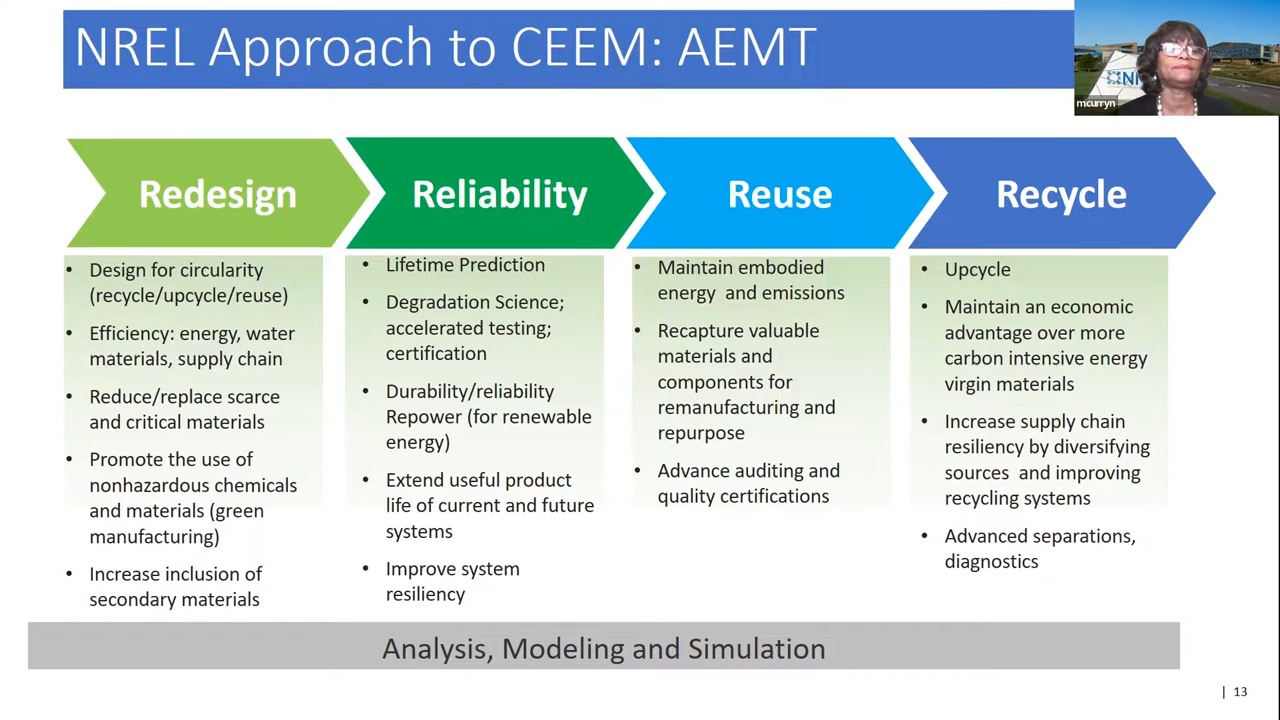 NREL Approach to CEEM: AEMT
mcurryn
Redesign
Reliability
Reuse
Recycle
• Design for circularity
(recycle/upcycle/reuse)
• Efficiency: energy, water
materials, supply chain
• Reduce/replace scarce
and critical materials
• Promote the use of
nonhazardous chemicals
and materials (green
manufacturing)
• Increase inclusion of
secondary materials
• Lifetime Prediction
• Degradation Science;
accelerated testing;
certification
• Durability/reliability
Repower (for renewable
energy)
• Extend useful product
life of current and future
systems
• Improve system
resiliency
• Maintain embodied
energy and emissions
• Recapture valuable
materials and
components for
remanufacturing and
repurpose
• Advance auditing and
quality certifications
• Upcycle
• Maintain an economic
advantage over more
carbon intensive energy
virgin materials
• Increase supply chain
resiliency by diversifying
sources and improving
recycling systems
• Advanced separations,
diagnostics
Analysis, Modeling and Simulation
| 13